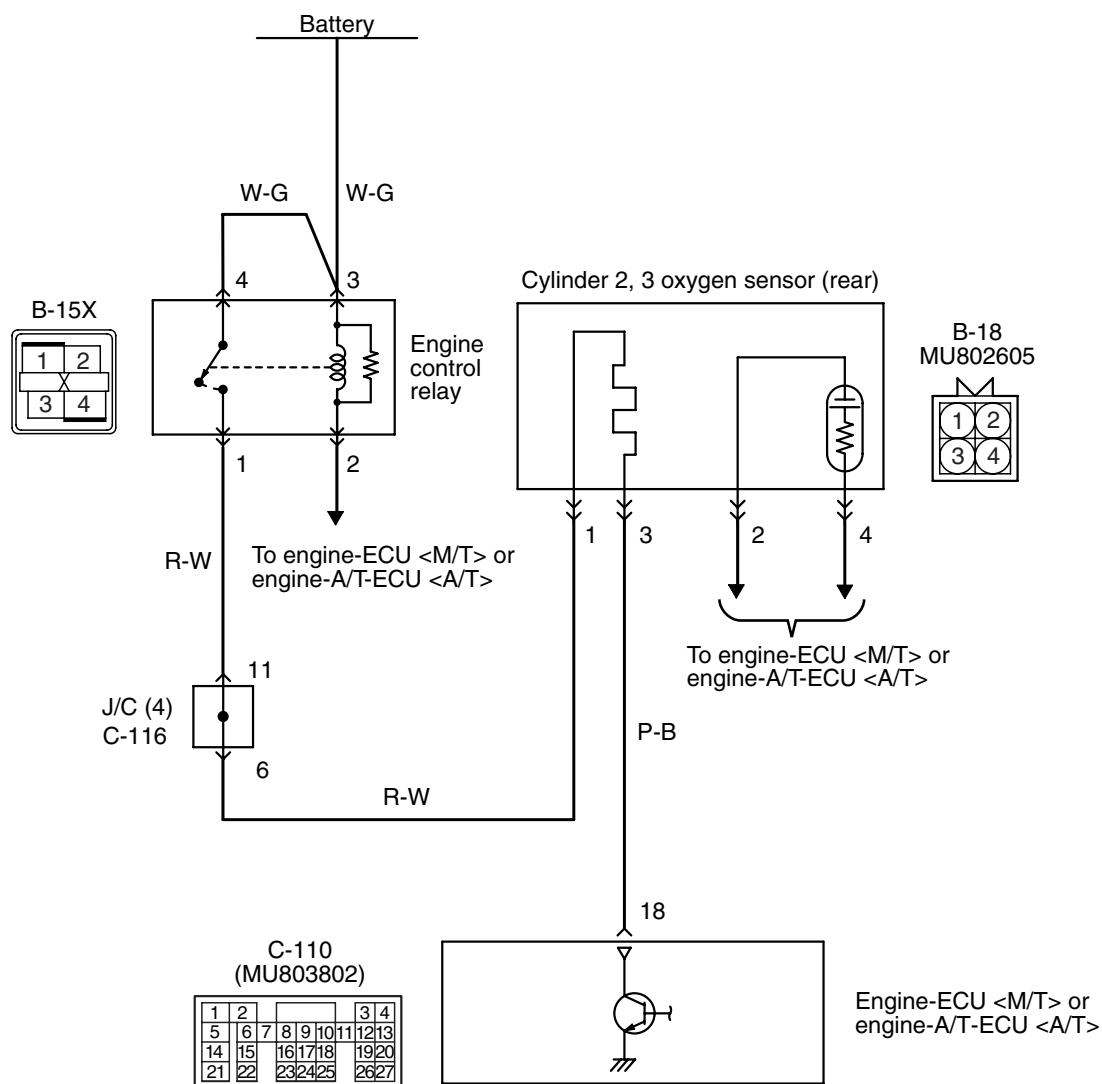 Battery
W-G
W-G
4
3
Cylinder 2, 3 oxygen sensor (rear)
B-15X
1 2
3 4
Engine
control
relay
B-18
MU802605
1 2
3 4
1
2
1
3
2
4
R-W
To engine-ECU <M/T> or
engine-A/T-ECU <A/T>
To engine-ECU <M/T> or
engine-A/T-ECU <A/T>
11
J/C (4)
C-116
6
P-B
R-W
18
C-110
(MU803802)
1 2 3 4
5 6 7 8 9 10 11 12 13
14 15 16 17 18 19 20
21 22 23 24 25 26 27
Engine-ECU <M/T> or
engine-A/T-ECU <A/T>